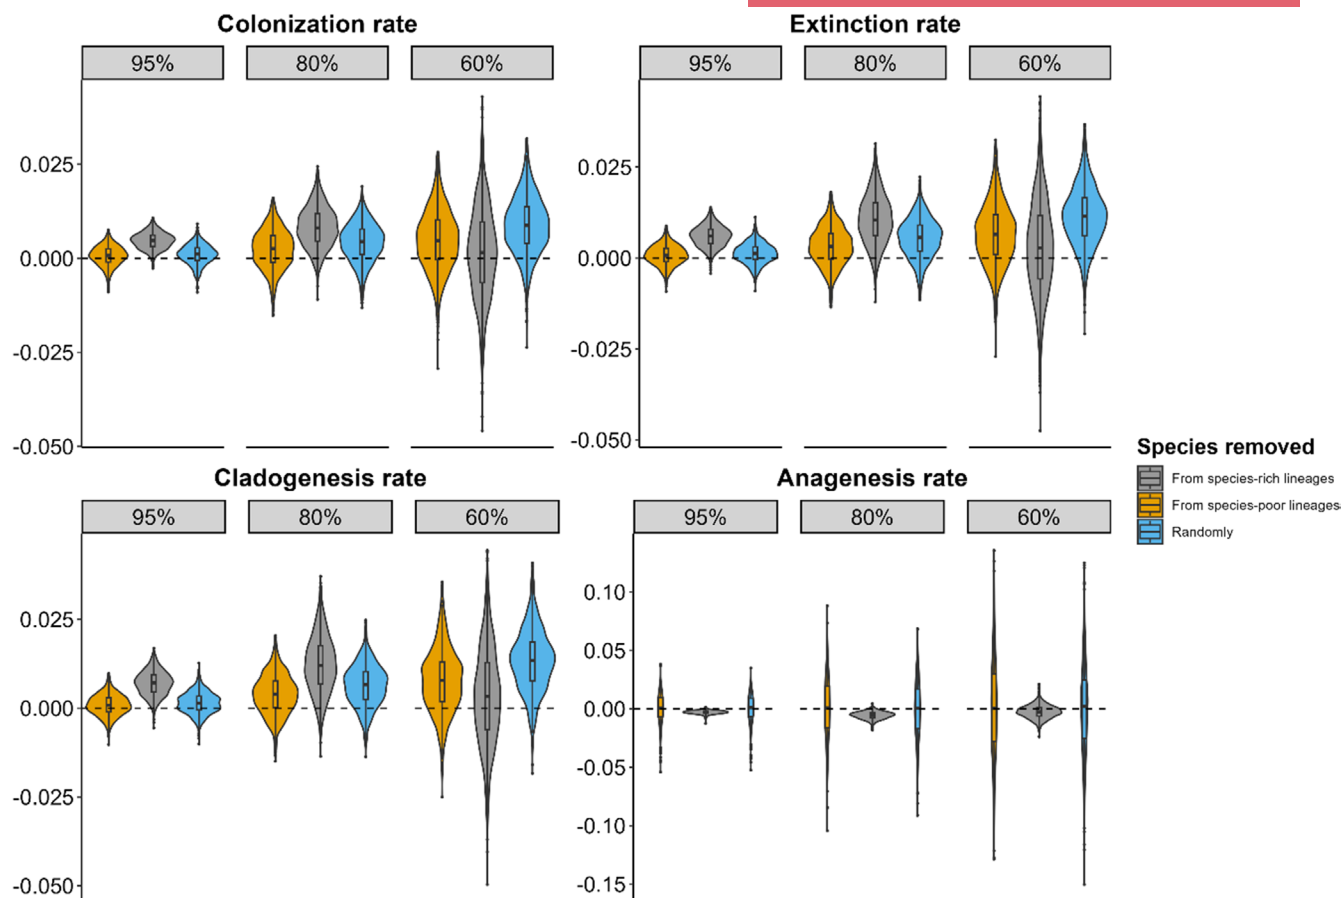 Colonization rate
95% 80% 60%
0.025
0.000
-0.025
-0.050
Extinction rate
95% 80% 60%
0.025
0.000
-0.025
-0.050
Cladogenesis rate
95% 80% 60%
0.025
0.000
-0.025
-0.050
Anagenesis rate
95% 80% 60%
0.10
0.05
0.00
-0.05
-0.10
-0.15
Species removed
From species-rich lineages
From species-poor lineages
Randomly